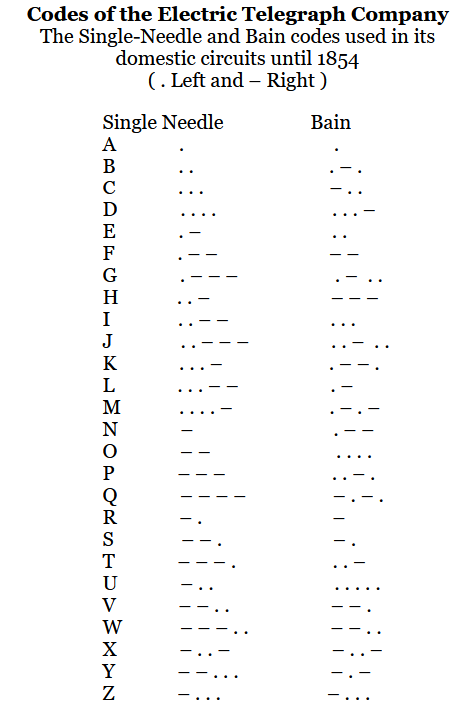 Codes of the Electric Telegraph Company
The Single-Needle and Bain codes used in its
domestic circuits until 1854
( . Left and – Right )
Single Needle Bain
A . .
B . . . – .
C . . . – . .
D . . . . . . . –
E . – . .
F . – – – –
G . – – – . – . .
H . . – – – –
I . . – – . . .
J . . – – – . . – . .
K . . . – . – – .
L . . . – – . –
M . . . . – . – . –
N – . – –
O – – . . . .
P – – – . . – .
Q – – – – – . – .
R – . –
S – – . – .
T – – – . . . –
U – . . . . . . .
V – – . . – – .
W – – – . . – – . .
X – . . – – . . –
Y – – . . . – . –
Z – . . . – . . .